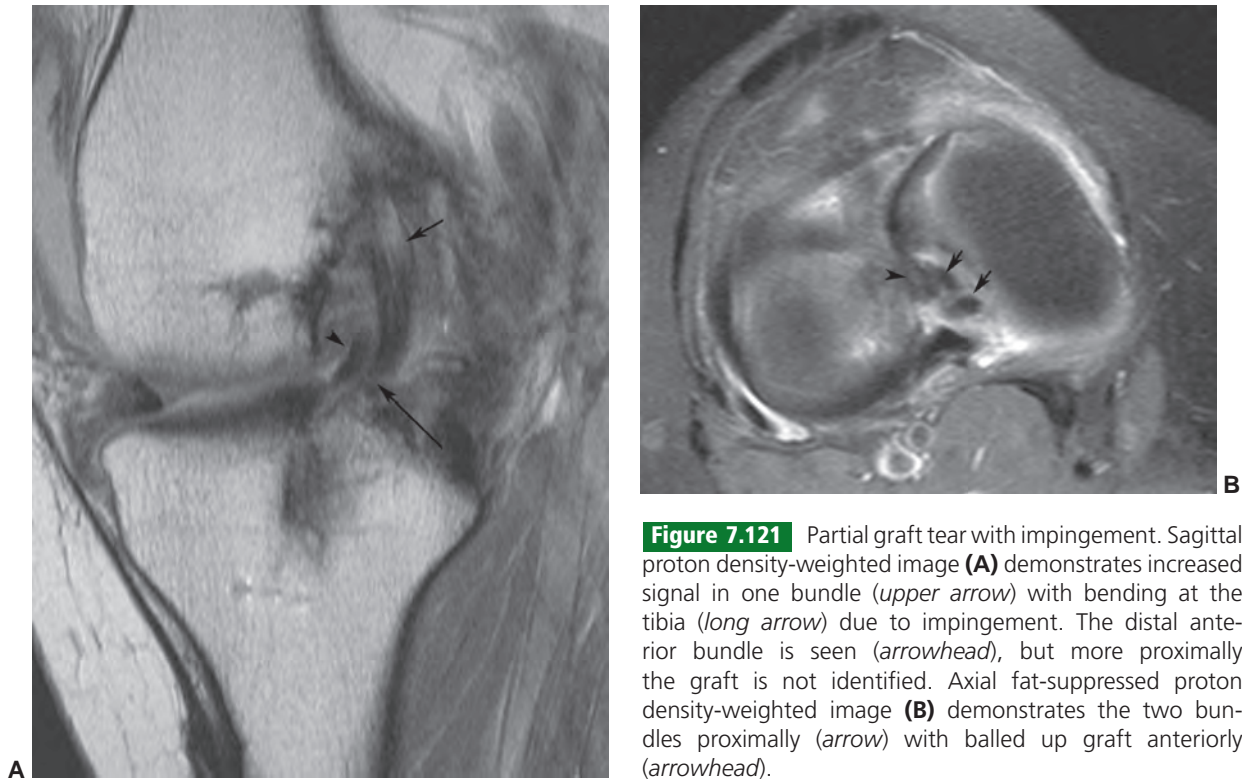 A
B
Figure 7.121 Partial graft tear with impingement. Sagittal
proton density-weighted image (A) demonstrates increased
signal in one bundle (upper arrow) with bending at the
tibia (long arrow) due to impingement. The distal ante-
rior bundle is seen (arrowhead), but more proximally
the graft is not identified. Axial fat-suppressed proton
density-weighted image (B) demonstrates the two bun-
dles proximally (arrow) with balled up graft anteriorly
(arrowhead).